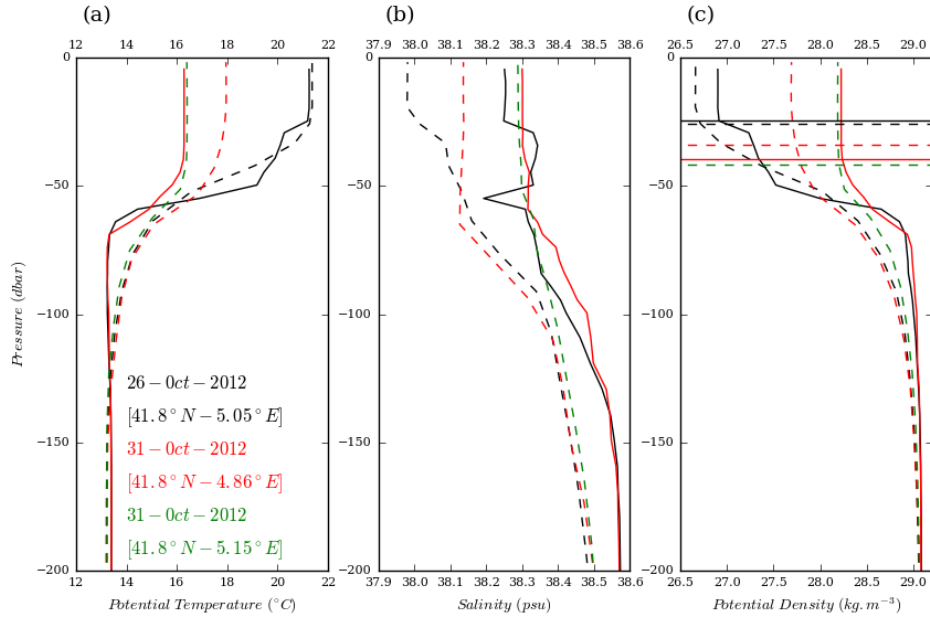 (a) (b) (c)
12 14 16 18 20 22 37.9 38.0 38.1 38.2 38.3 38.4 38.5 38.6 26.5 27.0 27.5 28.0 28.5 29.0
0 0 0
−50 −50 −50
−100 −100 −100
−150 −150 −150
−200 −200 −200
Pressure (dbar)
26 − 0ct − 2012
[41.8°N − 5.05°E]
31 − 0ct − 2012
[41.8°N − 4.86°E]
31 − 0ct − 2012
[41.8°N − 5.15°E]
12 14 16 18 20 22 37.9 38.0 38.1 38.2 38.3 38.4 38.5 38.6 26.5 27.0 27.5 28.0 28.5 29.0
Potential Temperature (°C) Salinity (psu) Potential Density (kg.m⁻³)